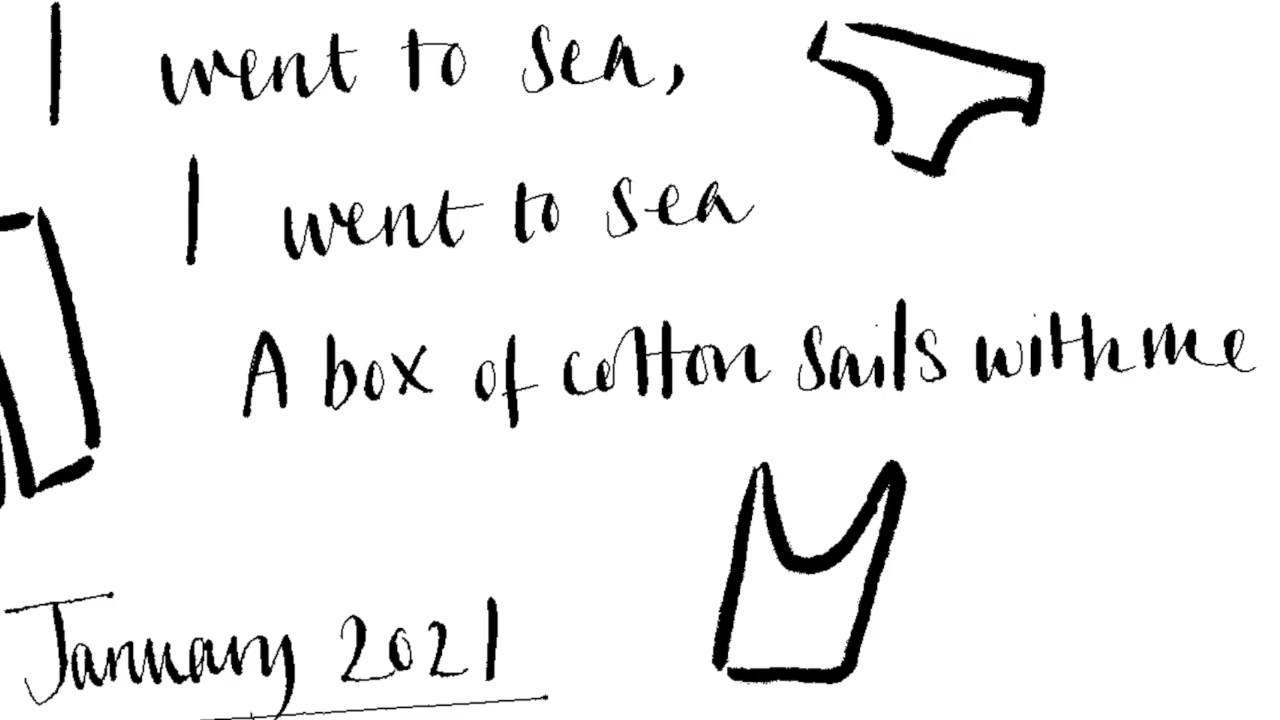 I went to sea,
I went to sea
A box of cotton sails with me
January 2021